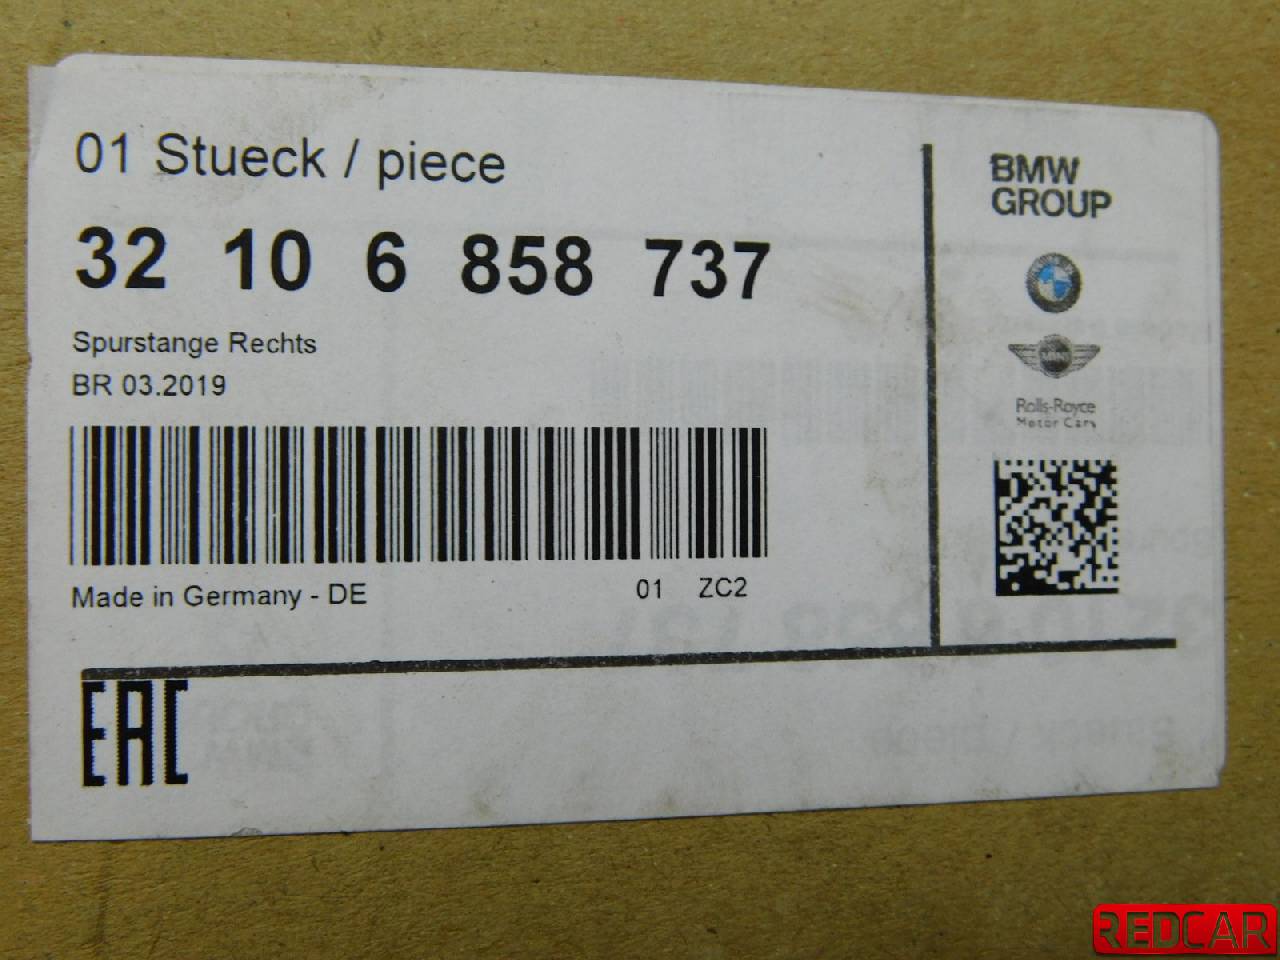 01 Stueck / piece
32 10 6 858 737
Spurstange Rechts
BR 03.2019
Made in Germany - DE
01 ZC2
BMW
GROUP
MINI
Rolls-Royce
Motor Cars
EAC
REDCAR